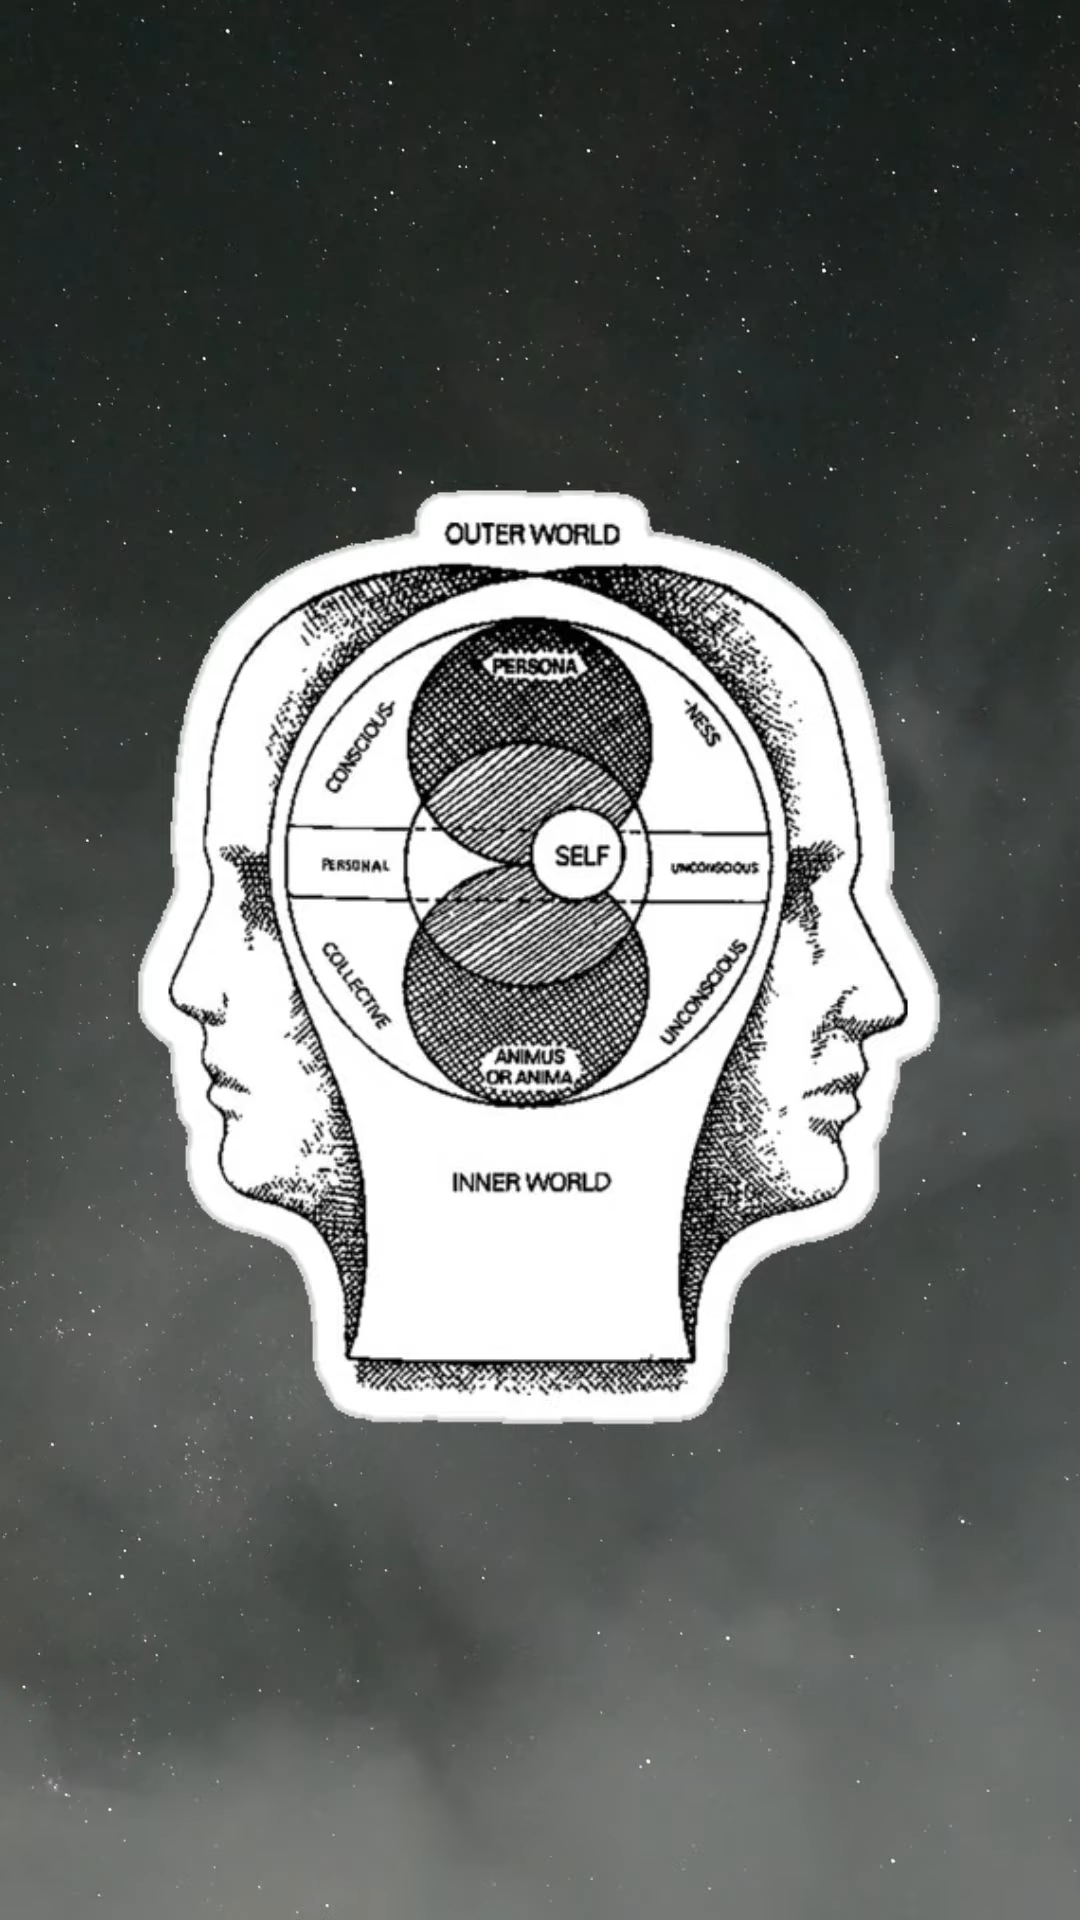 OUTER WORLD
PERSONA
CONSCIOUS-
-NESS
SELF
PERSONAL
UNCONSCIOUS
COLLECTIVE
UNCONSCIOUS
ANIMUS
OR ANIMA
INNER WORLD